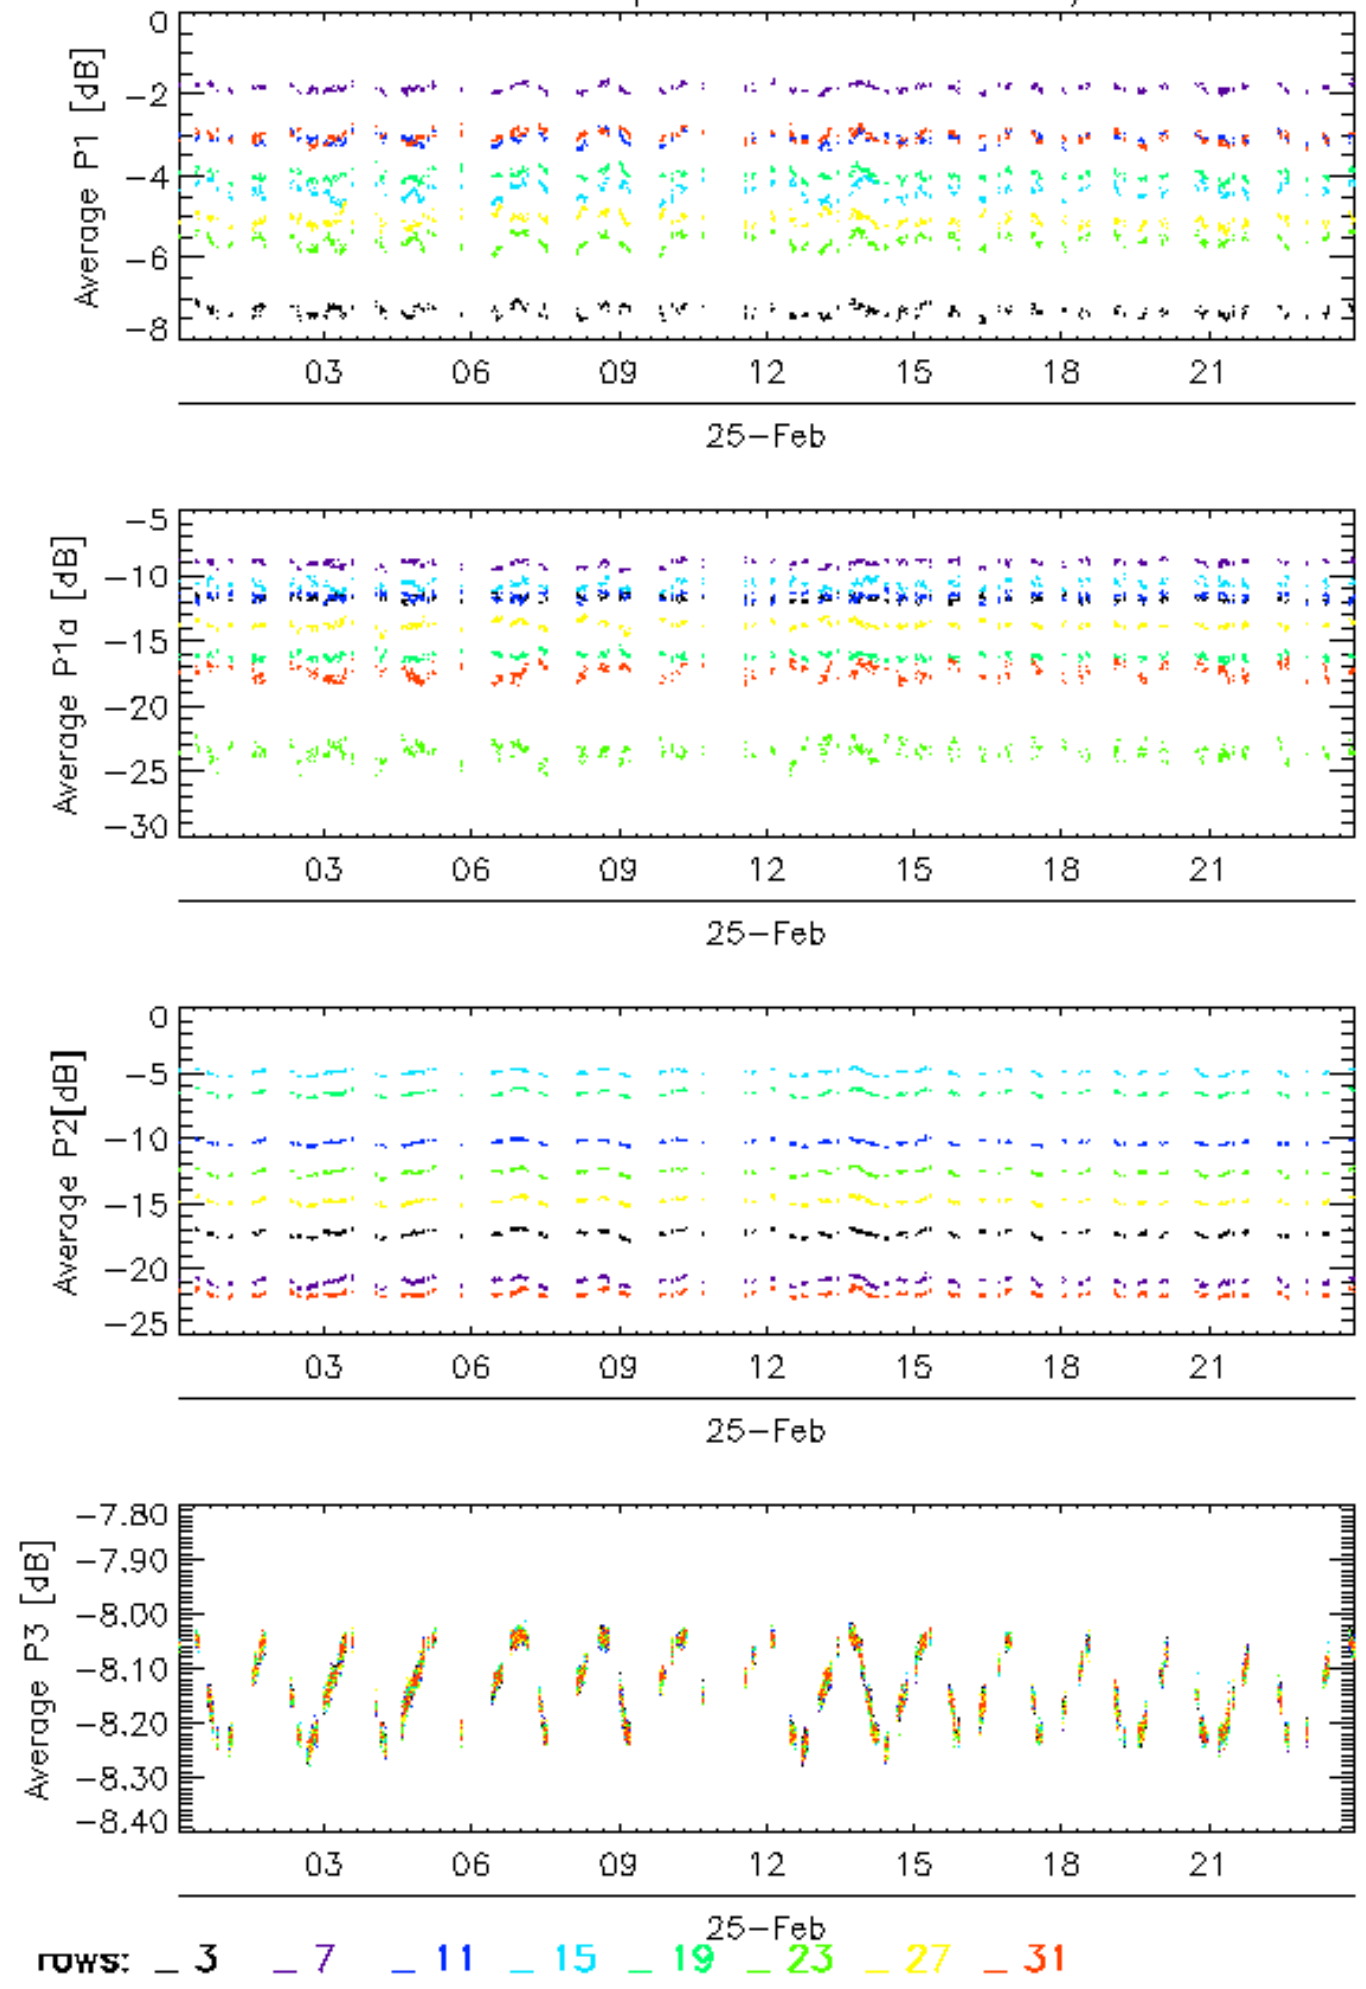 Average P1 [dB]
0
−2
−4
−6
−8
03 06 09 12 15 18 21
25−Feb
Average P1a [dB]
−5
−10
−15
−20
−25
−30
03 06 09 12 15 18 21
25−Feb
Average P2[dB]
0
−5
−10
−15
−20
−25
03 06 09 12 15 18 21
25−Feb
Average P3 [dB]
−7.80
−7.90
−8.00
−8.10
−8.20
−8.30
−8.40
03 06 09 12 15 18 21
25−Feb
rows: _ 3 _ 7 _ 11 _ 15 _ 19 _ 23 _ 27 _ 31